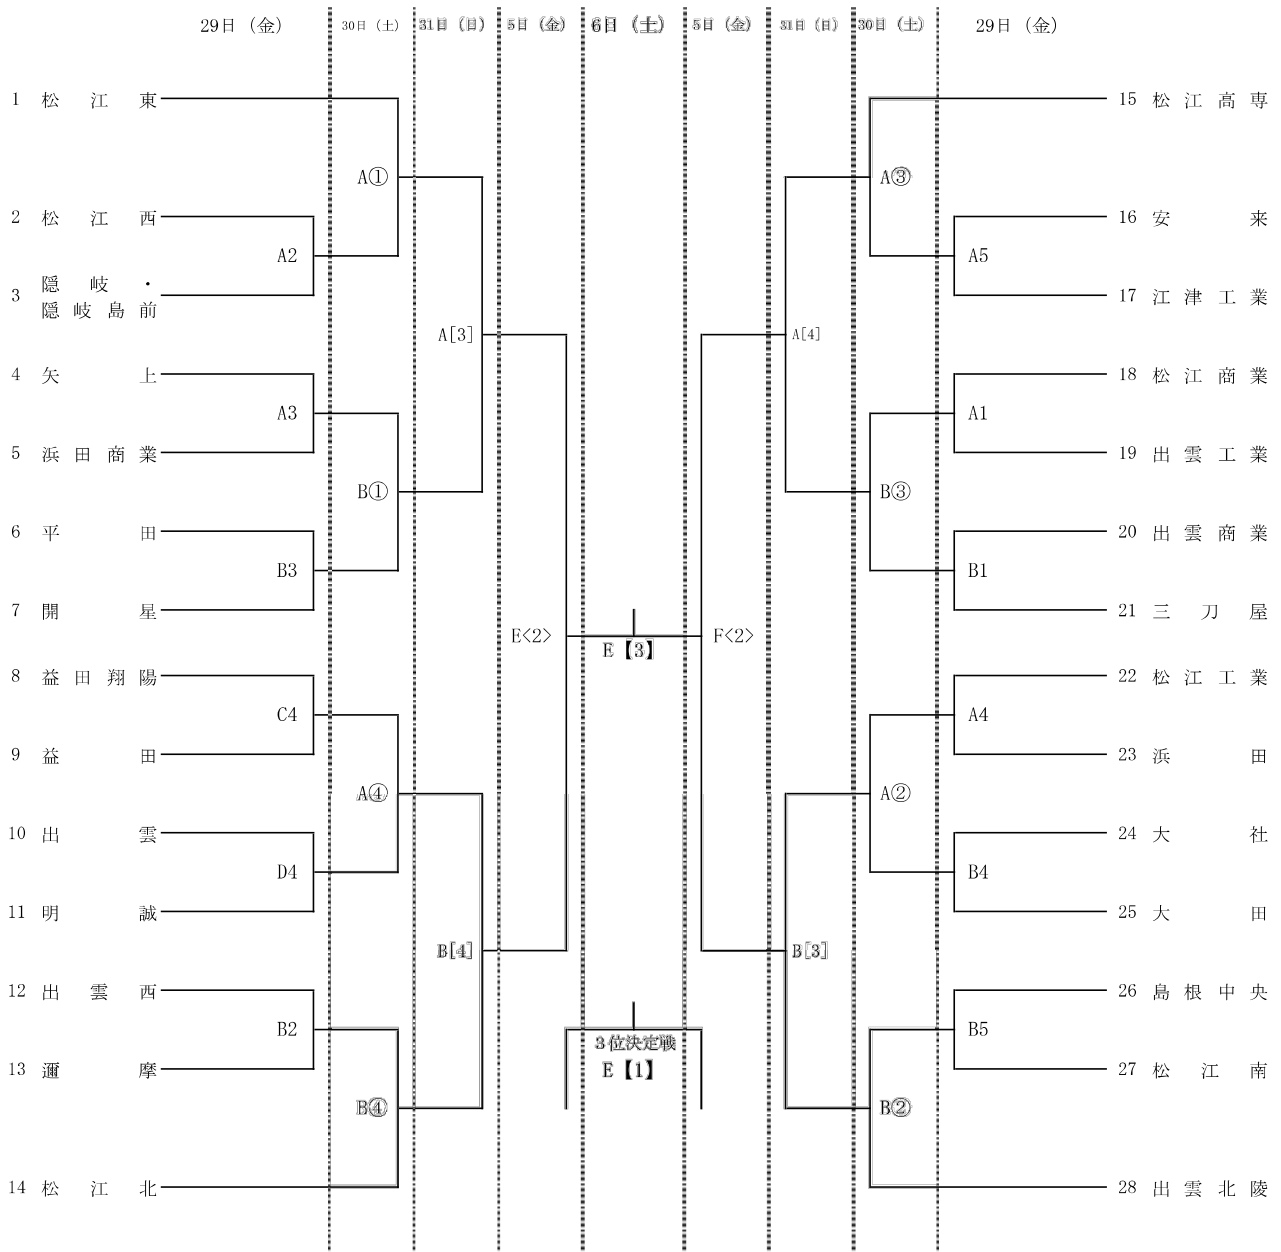 29日（金） 30日（土） 31日（日） 5日（金） 6日（土） 5日（金） 31日（日） 30日（土） 29日（金）
1 松江東
15 松江高専
A①
A③
2 松江西
16 安来
A2
A5
3 隠岐・
隠岐島前
17 江津工業
A[3]
A[4]
4 矢上
18 松江商業
A3
A1
5 浜田商業
19 出雲工業
B①
B③
6 平田
20 出雲商業
B3
B1
7 開星
21 三刀屋
E<2>
E【3】
F<2>
8 益田翔陽
22 松江工業
C4
A4
9 益田
23 浜田
A④
A②
10 出雲
24 大社
D4
B4
11 明誠
25 大田
B[4]
B[3]
12 出雲西
26 島根中央
B2
B5
3位決定戦
E【1】
13 邇摩
27 松江南
B④
B②
14 松江北
28 出雲北陵